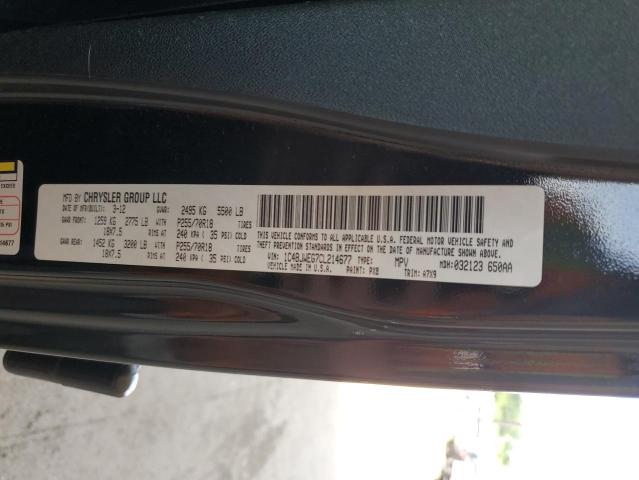 MFD BY CHRYSLER GROUP LLC
DATE OF MFR(BUILT): 3-12 GVWR: 2495 KG 5500 LB
GAWR FRONT: 1259 KG 2775 LB WITH P255/70R18 TIRES
18X7.5 RIMS AT 240 KPA ( 35 PSI) COLD
GAWR REAR: 1452 KG 3200 LB WITH P255/70R18 TIRES
18X7.5 RIMS AT 240 KPA ( 35 PSI) COLD
THIS VEHICLE CONFORMS TO ALL APPLICABLE U.S.A. FEDERAL MOTOR VEHICLE SAFETY AND
THEFT PREVENTION STANDARDS IN EFFECT ON THE DATE OF MANUFACTURE SHOWN ABOVE.
VEHICLE MADE IN U.S.A.
VIN: 1C4BJWEG7CL214677 TYPE: MPV MDH: 032123 650AA
PAINT: PX8 TRIM: A7X9
PSI
14677